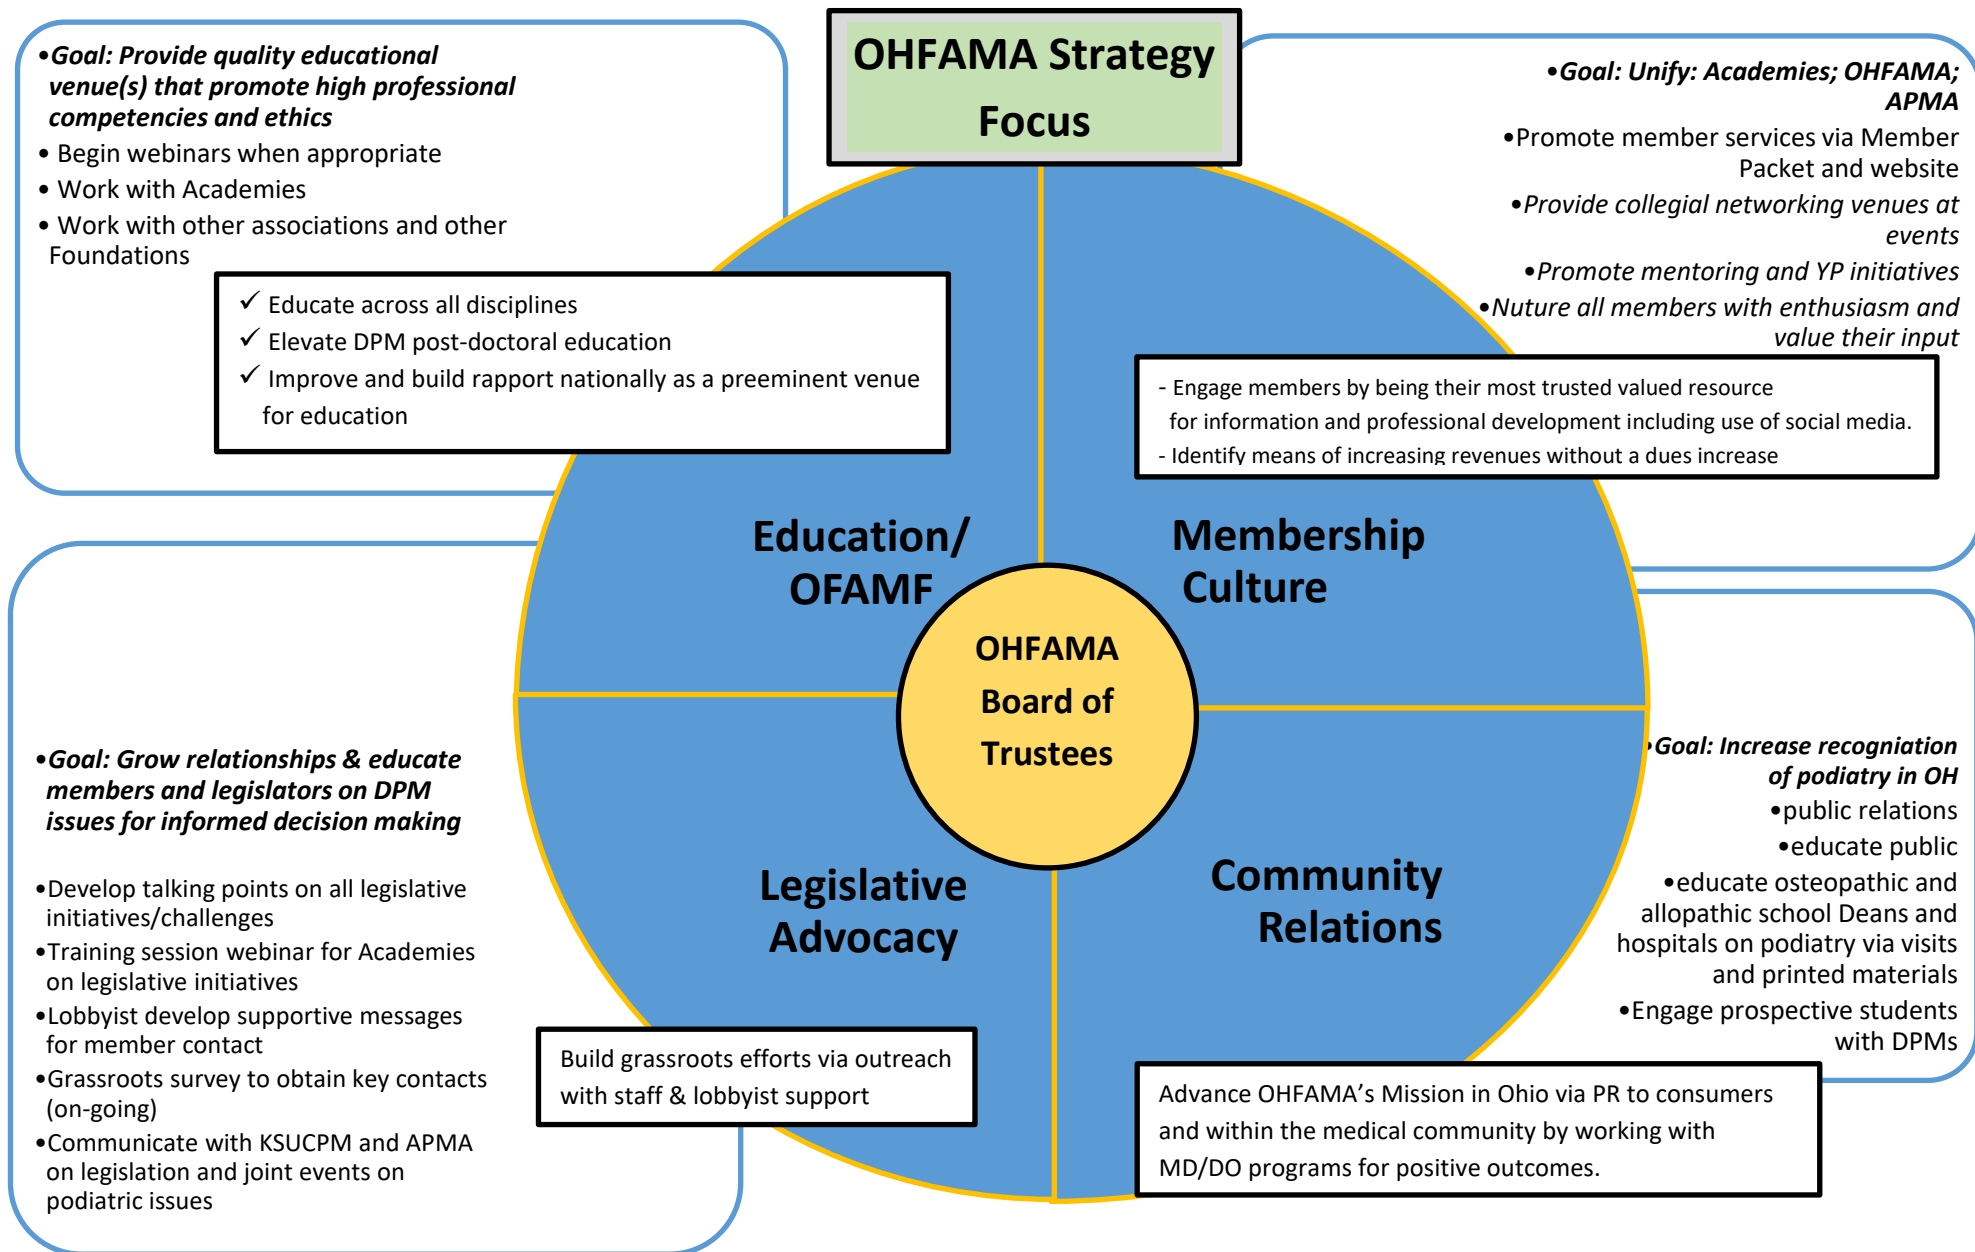 OHFAMA Strategy
Focus
•Goal: Provide quality educational
venue(s) that promote high professional
competencies and ethics
• Begin webinars when appropriate
• Work with Academies
• Work with other associations and other
Foundations
✓ Educate across all disciplines
✓ Elevate DPM post-doctoral education
✓ Improve and build rapport nationally as a preeminent venue
for education
•Goal: Unify: Academies; OHFAMA;
APMA
•Promote member services via Member
Packet and website
•Provide collegial networking venues at
events
•Promote mentoring and YP initiatives
•Nuture all members with enthusiasm and
value their input
- Engage members by being their most trusted valued resource
for information and professional development including use of social media.
- Identify means of increasing revenues without a dues increase
Education/
OFAMF
Membership
Culture
OHFAMA
Board of
Trustees
Legislative
Advocacy
Community
Relations
•Goal: Grow relationships & educate
members and legislators on DPM
issues for informed decision making
•Develop talking points on all legislative
initiatives/challenges
•Training session webinar for Academies
on legislative initiatives
•Lobbyist develop supportive messages
for member contact
•Grassroots survey to obtain key contacts
(on-going)
•Communicate with KSUCPM and APMA
on legislation and joint events on
podiatric issues
Build grassroots efforts via outreach
with staff & lobbyist support
•Goal: Increase recogniation
of podiatry in OH
•public relations
•educate public
•educate osteopathic and
allopathic school Deans and
hospitals on podiatry via visits
and printed materials
•Engage prospective students
with DPMs
Advance OHFAMA’s Mission in Ohio via PR to consumers
and within the medical community by working with
MD/DO programs for positive outcomes.